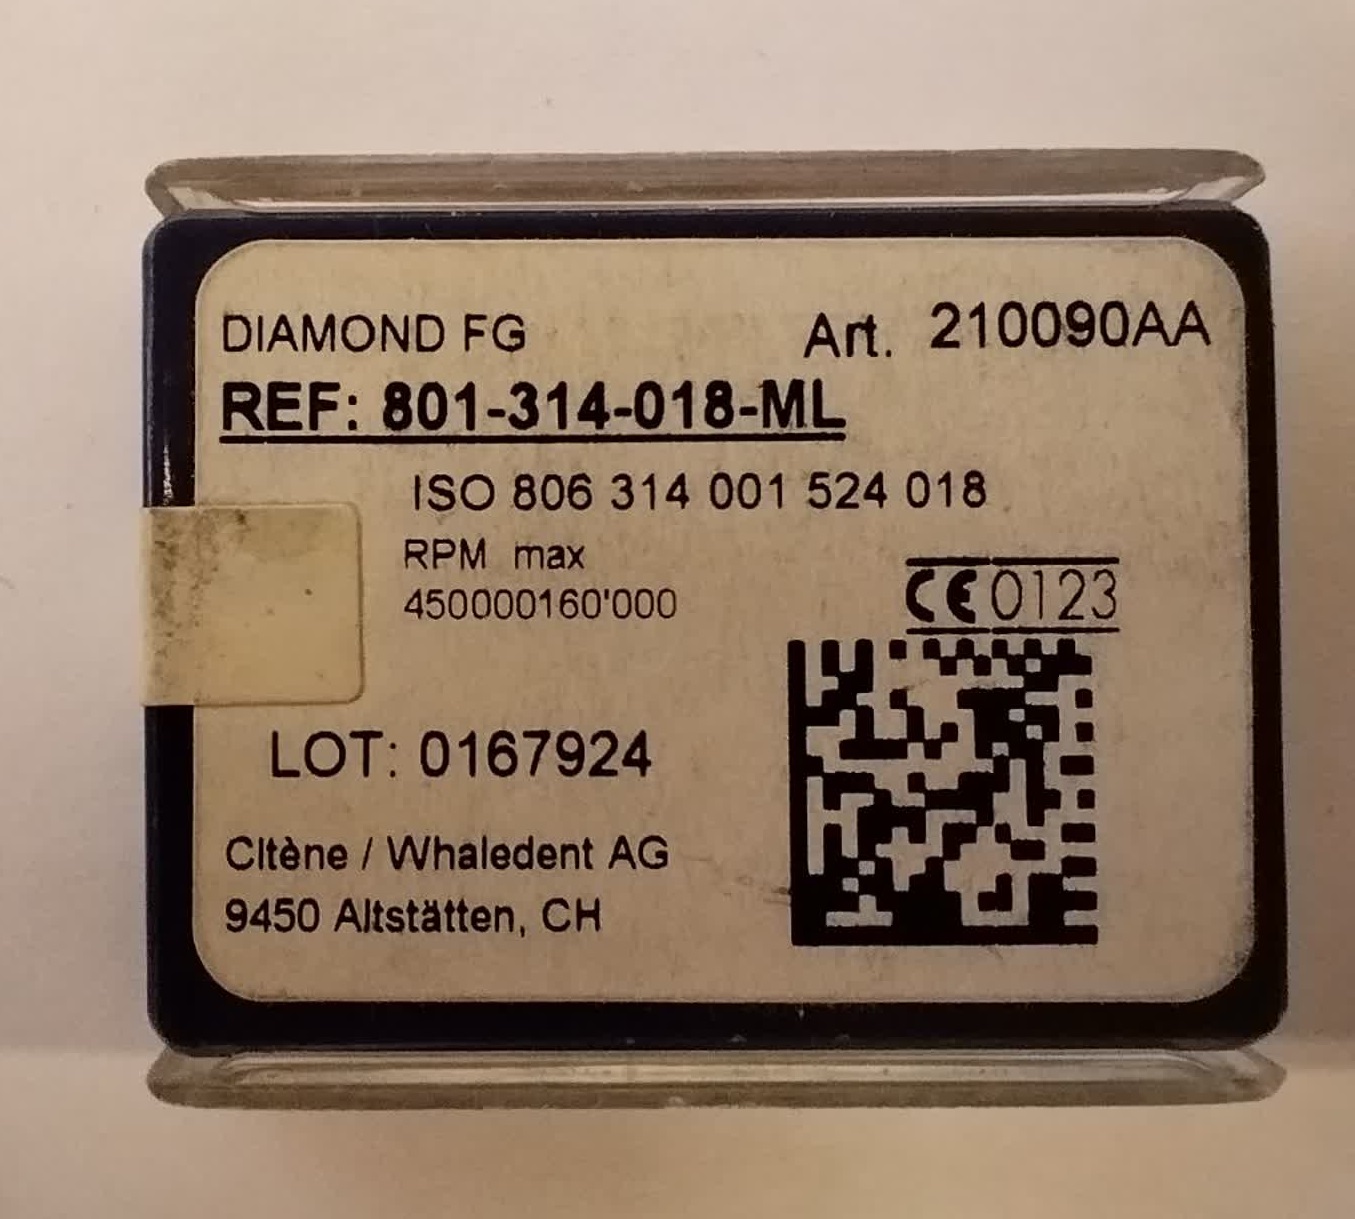 DIAMOND FG Art. 210090AA
REF: 801-314-018-ML
ISO 806 314 001 524 018
RPM max
450000160'000
CE 0123
LOT: 0167924
Cltène / Whaledent AG
9450 Altstätten, CH